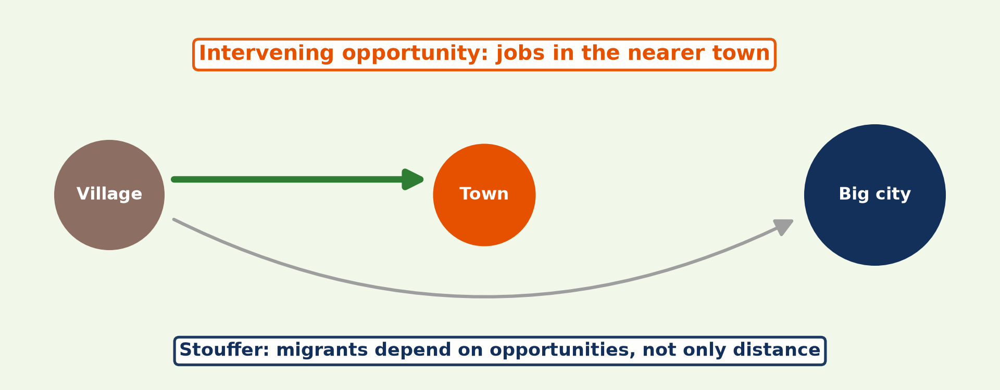 Intervening opportunity: jobs in the nearer town
Village
Town
Big city
Stouffer: migrants depend on opportunities, not only distance